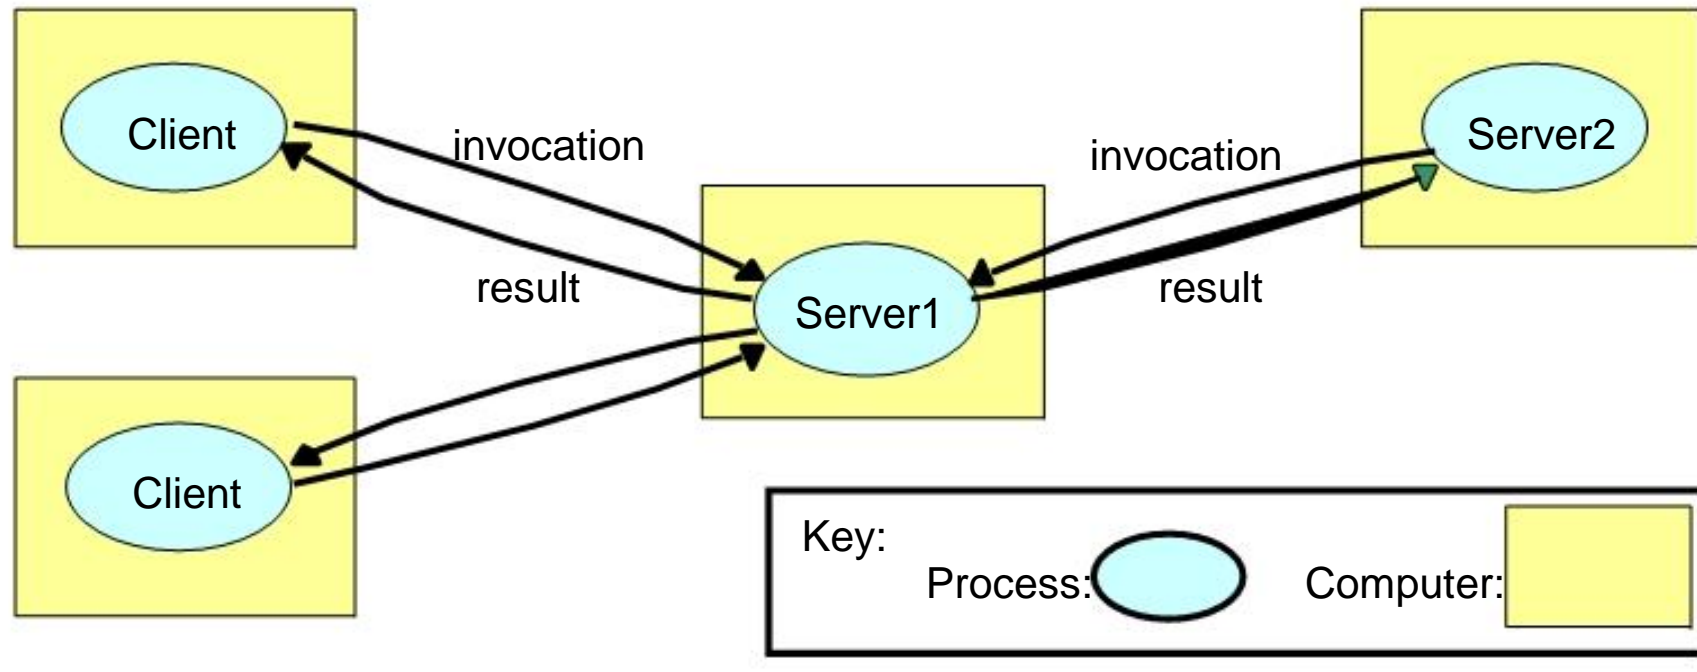 Client
invocation
result
Server1
invocation
result
Server2
Client
Key:
Process:
Computer: